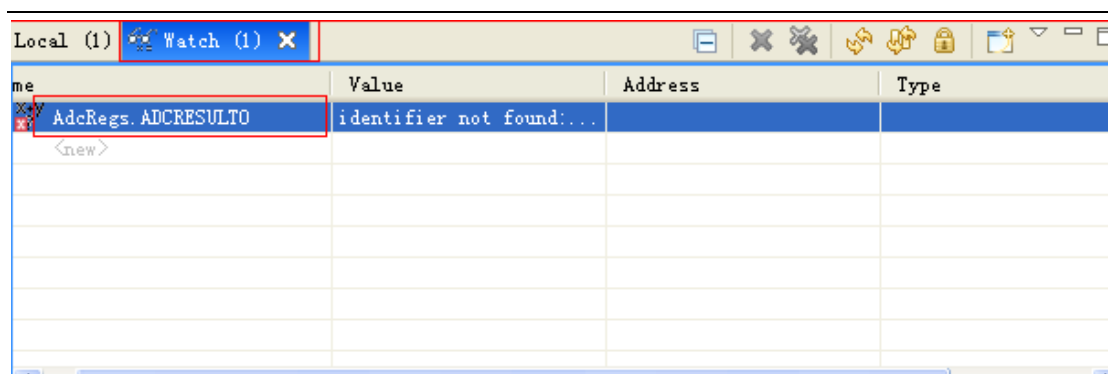 Local (1) Watch (1)
me Value Address Type
AdcRegs.ADCRESULT0 identifier not found:...
<new>